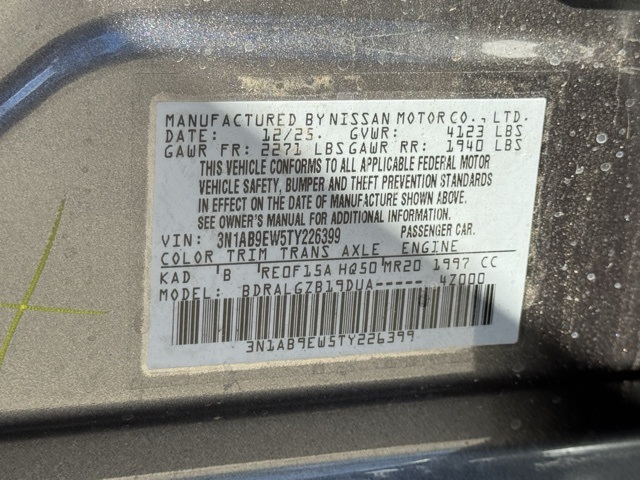 MANUFACTURED BY NISSAN MOTOR CO., LTD.
DATE: 12/25. GVWR: 4123 LBS
GAWR FR: 2271 LBS GAWR RR: 1940 LBS
THIS VEHICLE CONFORMS TO ALL APPLICABLE FEDERAL MOTOR
VEHICLE SAFETY, BUMPER AND THEFT PREVENTION STANDARDS
IN EFFECT ON THE DATE OF MANUFACTURE SHOWN ABOVE.
SEE OWNER'S MANUAL FOR ADDITIONAL INFORMATION.
VIN: 3N1AB9EW5TY226399 PASSENGER CAR.
COLOR TRIM TRANS AXLE ENGINE
KAD B RE0F15A HQ50 MR20 1997 CC
MODEL: BDRALGZB19DUA----- 4Z000
3N1AB9EW5TY226399